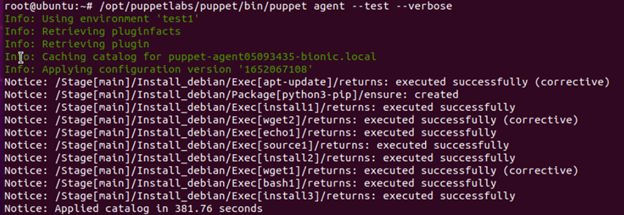 root@ubuntu:~# /opt/puppetlabs/puppet/bin/puppet agent --test --verbose
Info: Using environment 'test1'
Info: Retrieving pluginfacts
Info: Retrieving plugin
Info: Caching catalog for puppet-agent05093435-bionic.local
Info: Applying configuration version '1652067108'
Notice: /Stage[main]/Install_debian/Exec[apt-update]/returns: executed successfully (corrective)
Notice: /Stage[main]/Install_debian/Package[python3-pip]/ensure: created
Notice: /Stage[main]/Install_debian/Exec[install1]/returns: executed successfully
Notice: /Stage[main]/Install_debian/Exec[wget2]/returns: executed successfully (corrective)
Notice: /Stage[main]/Install_debian/Exec[echo1]/returns: executed successfully
Notice: /Stage[main]/Install_debian/Exec[source1]/returns: executed successfully
Notice: /Stage[main]/Install_debian/Exec[install2]/returns: executed successfully
Notice: /Stage[main]/Install_debian/Exec[wget1]/returns: executed successfully (corrective)
Notice: /Stage[main]/Install_debian/Exec[bash1]/returns: executed successfully
Notice: /Stage[main]/Install_debian/Exec[install3]/returns: executed successfully
Notice: Applied catalog in 381.76 seconds